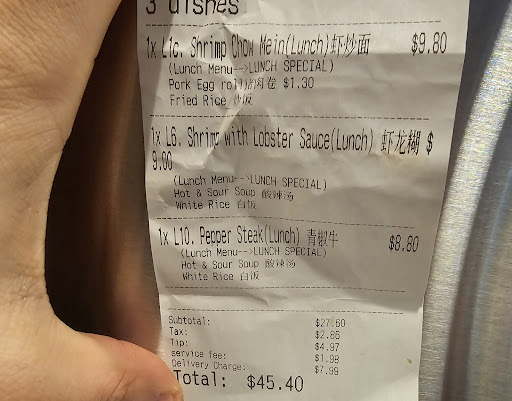 3 dishes
1x L1c. Shrimp Chow Mein(Lunch)虾炒面 $9.80
(Lunch Menu-->LUNCH SPECIAL)
Pork Egg roll猪肉卷 $1.30
Fried Rice 炒饭
1x L6. Shrimp with Lobster Sauce(Lunch) 虾龙糊 $
9.00
(Lunch Menu-->LUNCH SPECIAL)
Hot & Sour Soup 酸辣汤
White Rice 白饭
1x L10. Pepper Steak(Lunch) 青椒牛 $8.80
(Lunch Menu-->LUNCH SPECIAL)
Hot & Sour Soup 酸辣汤
White Rice 白饭
Subtotal: $27.60
Tax: $2.86
Tip: $4.97
service fee: $1.98
Delivery Charge: $7.99
Total: $45.40